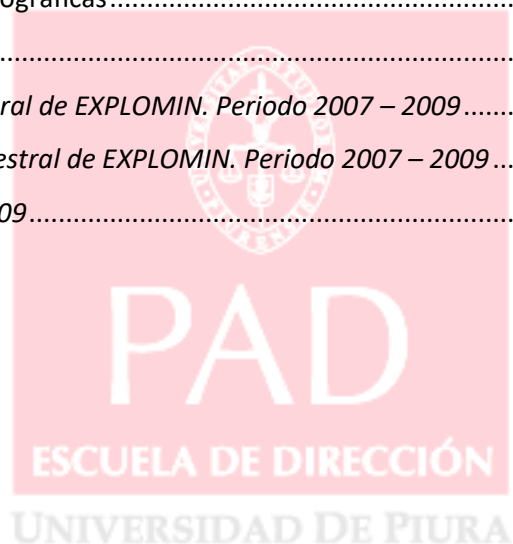 ográficas...............................................................
................................................................................
ral de EXPLOMIN. Periodo 2007 – 2009.......
estral de EXPLOMIN. Periodo 2007 – 2009...
09..........................................................................
PAD
ESCUELA DE DIRECCIÓN
UNIVERSIDAD DE PIURA